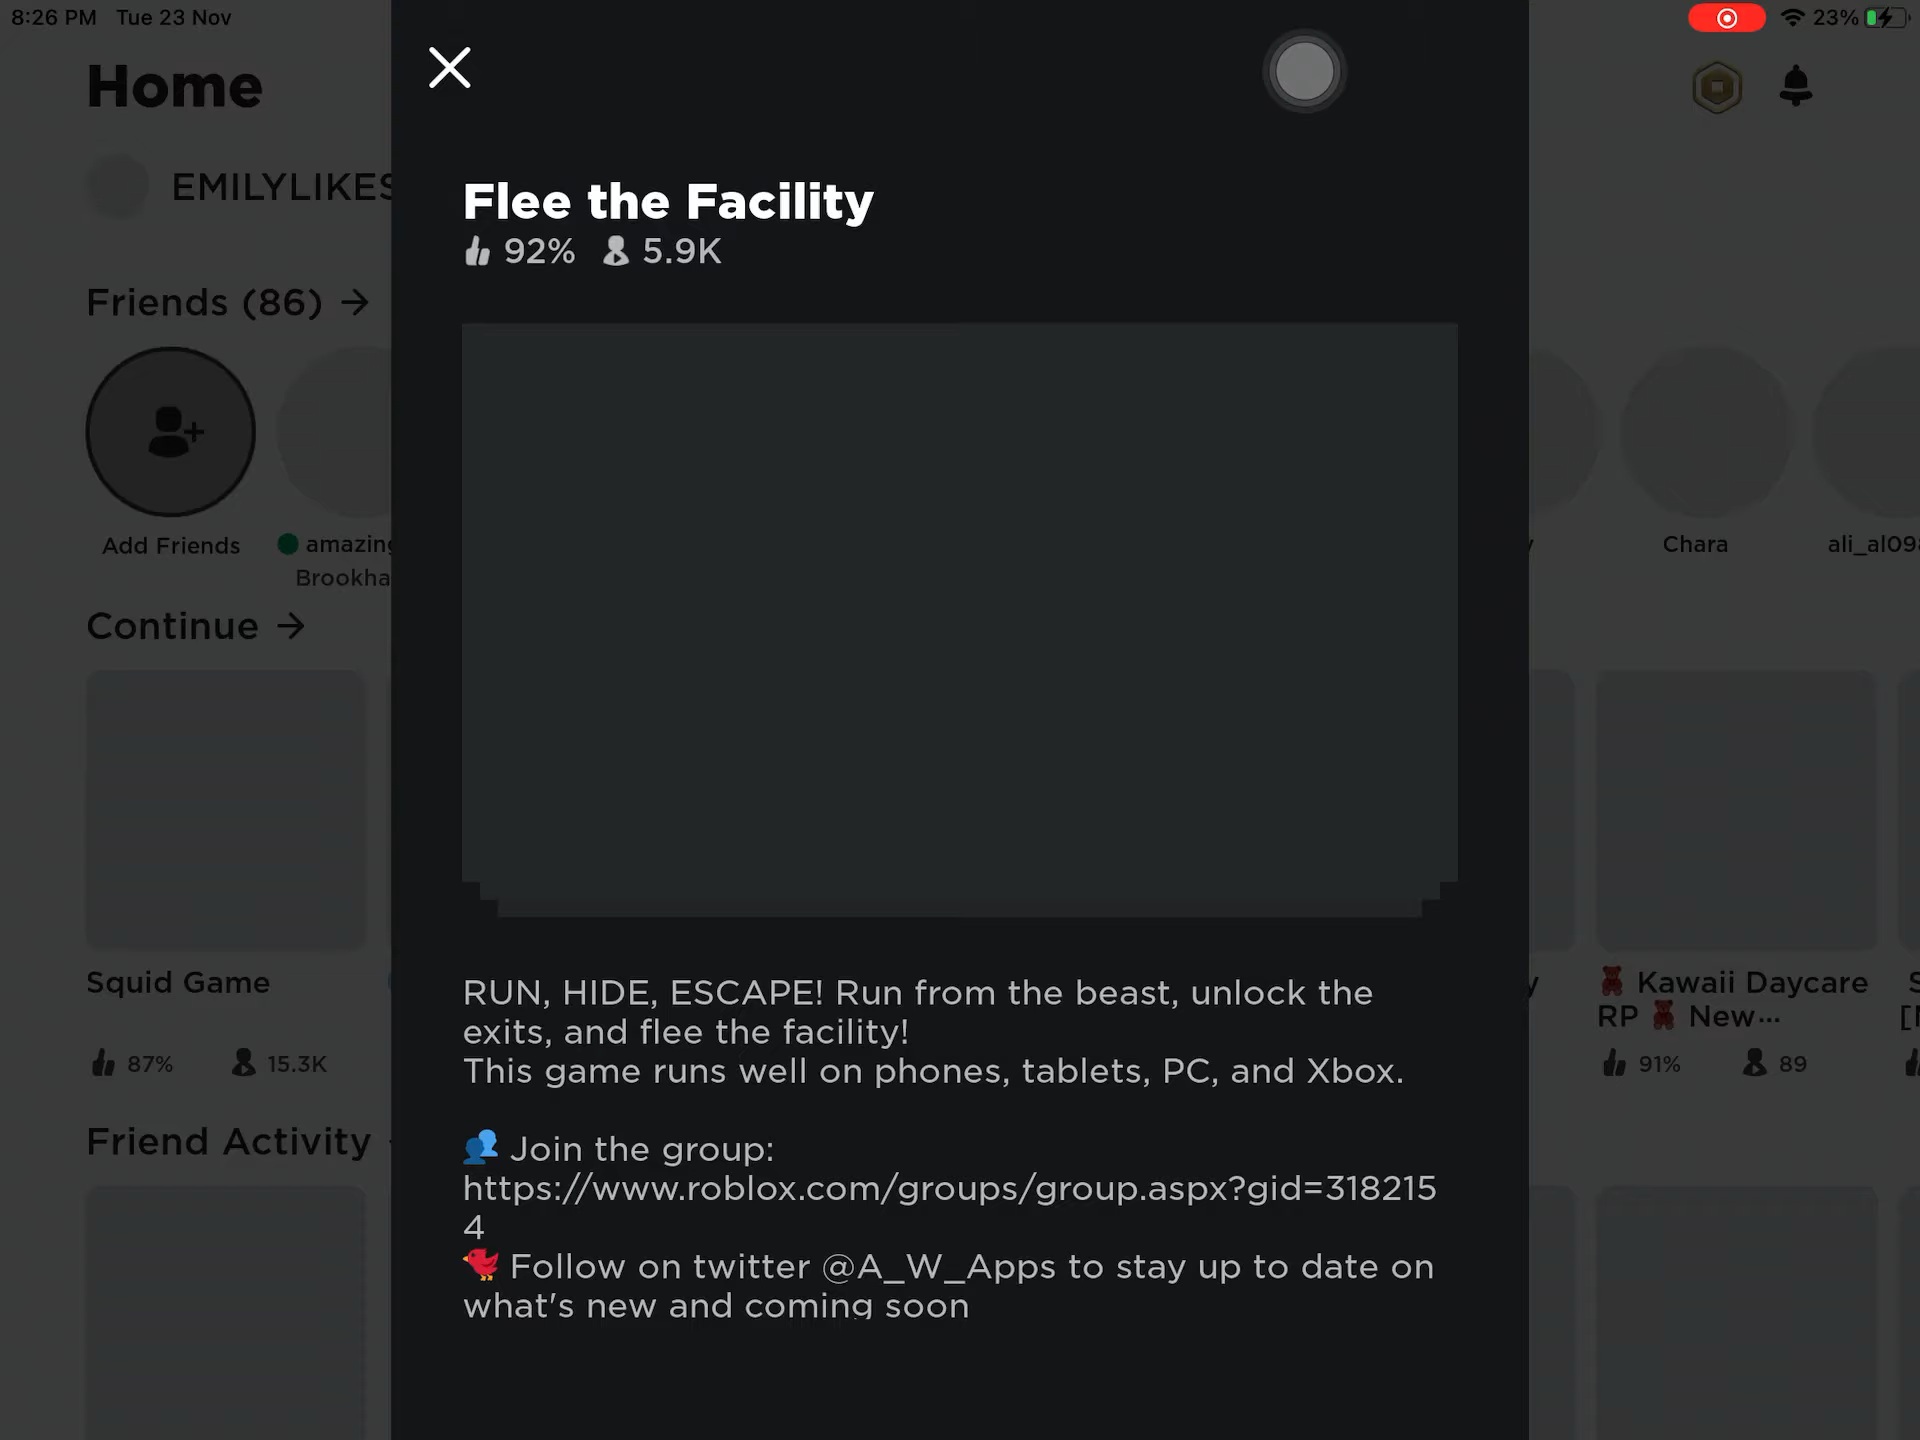 8:26 PM Tue 23 Nov
23%
Home
EMILYLIKES
Friends (86)
Add Friends
amazing
Brookha
Chara
ali_al09
Continue
Squid Game
87% 15.3K
Kawaii Daycare
RP New...
91% 89
Friend Activity
Flee the Facility
92% 5.9K
RUN, HIDE, ESCAPE! Run from the beast, unlock the
exits, and flee the facility!
This game runs well on phones, tablets, PC, and Xbox.
👥 Join the group:
https://www.roblox.com/groups/group.aspx?gid=318215
4
🐦 Follow on twitter @A_W_Apps to stay up to date on
what's new and coming soon